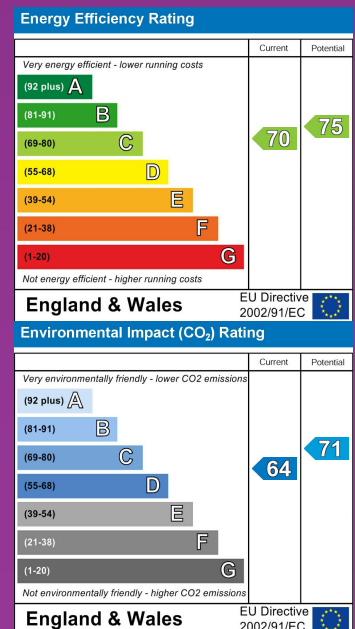 Energy Efficiency Rating
Current Potential
Very energy efficient - lower running costs
(92 plus) A
(81-91) B
(69-80) C 70 75
(55-68) D
(39-54) E
(21-38) F
(1-20) G
Not energy efficient - higher running costs
England & Wales EU Directive
2002/91/EC
Environmental Impact (CO₂) Rating
Current Potential
Very environmentally friendly - lower CO2 emissions
(92 plus) A
(81-91) B
(69-80) C 71
(55-68) D 64
(39-54) E
(21-38) F
(1-20) G
Not environmentally friendly - higher CO2 emissions
England & Wales EU Directive
2002/91/EC